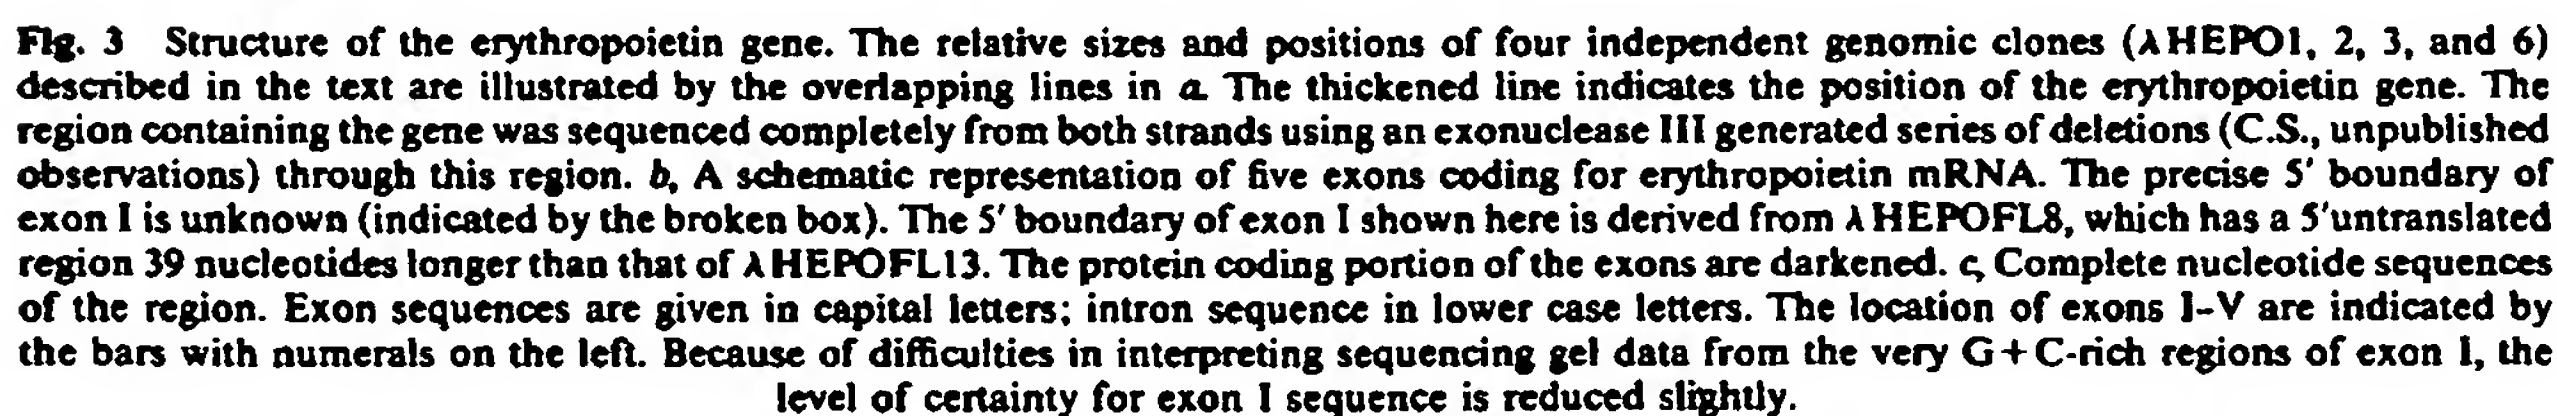 Fig. 3 Structure of the erythropoietin gene. The relative sizes and positions of four independent genomic clones (λHEPO1, 2, 3, and 6)
described in the text are illustrated by the overlapping lines in a. The thickened line indicates the position of the erythropoietin gene. The
region containing the gene was sequenced completely from both strands using an exonuclease III generated series of deletions (C.S., unpublished
observations) through this region. b, A schematic representation of five exons coding for erythropoietin mRNA. The precise 5' boundary of
exon I is unknown (indicated by the broken box). The 5' boundary of exon I shown here is derived from λHEPOFL8, which has a 5'untranslated
region 39 nucleotides longer than that of λHEPOFL13. The protein coding portion of the exons are darkened. c, Complete nucleotide sequences
of the region. Exon sequences are given in capital letters; intron sequence in lower case letters. The location of exons I-V are indicated by
the bars with numerals on the left. Because of difficulties in interpreting sequencing gel data from the very G+C-rich regions of exon I, the
level of certainty for exon I sequence is reduced slightly.